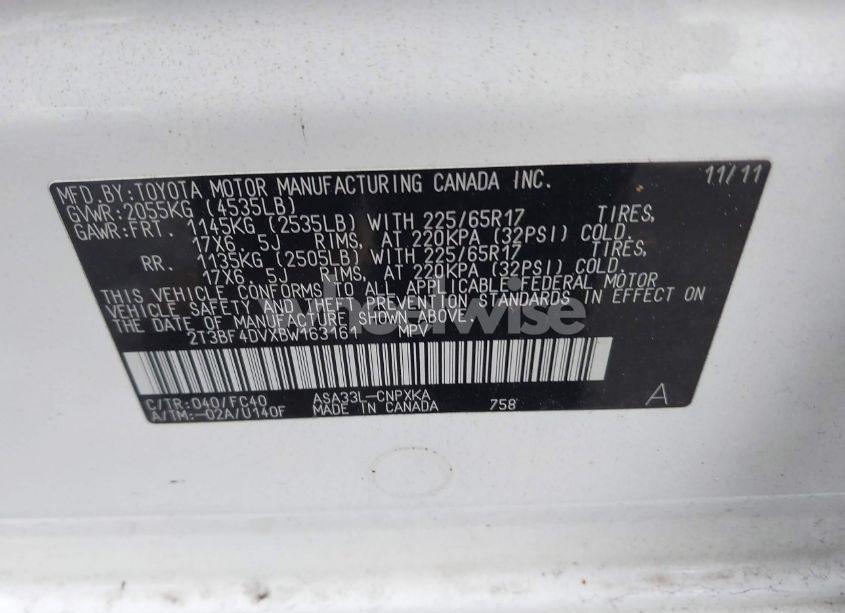 MFD. BY: TOYOTA MOTOR MANUFACTURING CANADA INC. 11/11
GVWR: 2055KG (4535LB)
GAWR: FRT. 1145KG (2535LB) WITH 225/65R17 TIRES,
17X6. 5J RIMS, AT 220KPA (32PSI) COLD.
RR. 1135KG (2505LB) WITH 225/65R17 TIRES,
17X6. 5J RIMS, AT 220KPA (32PSI) COLD.
THIS VEHICLE CONFORMS TO ALL APPLICABLE FEDERAL MOTOR
VEHICLE SAFETY AND THEFT PREVENTION STANDARDS IN EFFECT ON
THE DATE OF MANUFACTURE SHOWN ABOVE.
2T3BF4DVXBW163161 MPV
C/TR: 040/FC40 ASA33L-CNPXKA
A/TM: -02A/U140F MADE IN CANADA 758 A
wheelwise